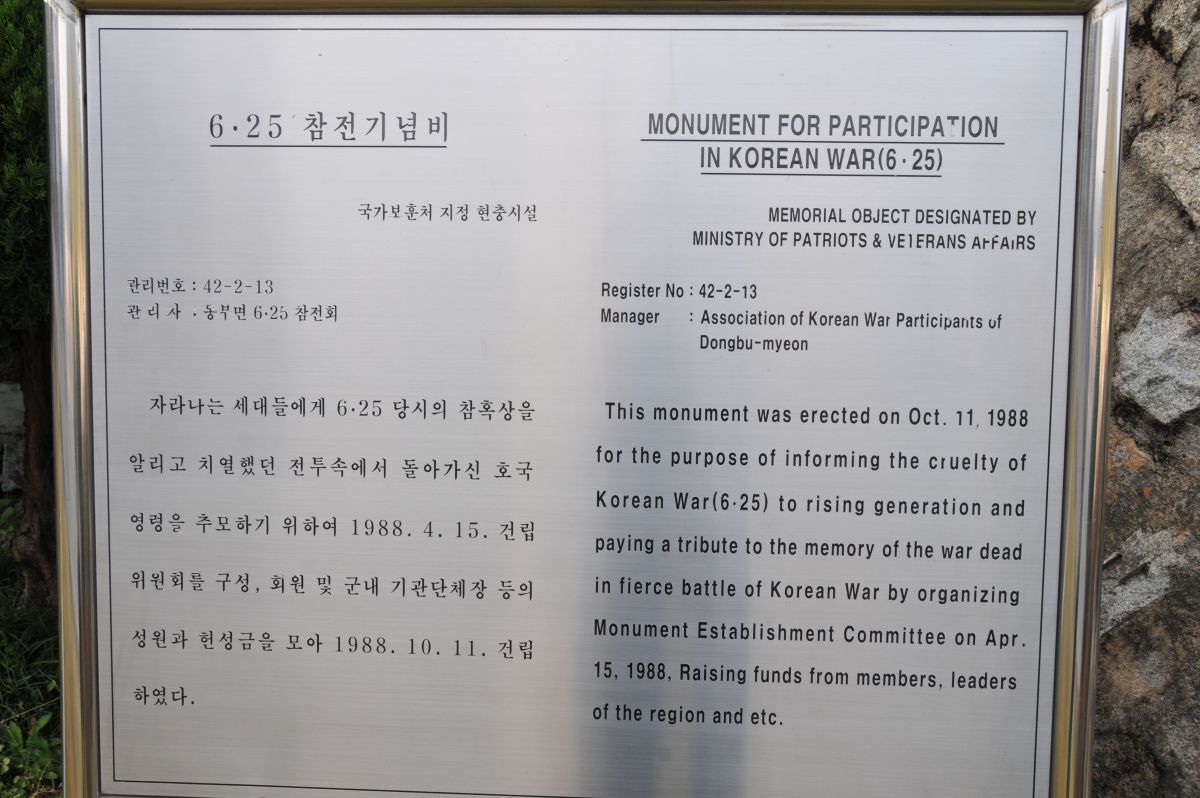 6·25 참전기념비
국가보훈처 지정 현충시설
관리번호 : 42-2-13
관 리 사 . 동부면 6·25 참전회
자라나는 세대들에게 6·25 당시의 참혹상을
알리고 치열했던 전투속에서 돌아가신 호국
영령을 추모하기 위하여 1988. 4. 15. 건립
위원회를 구성, 회원 및 군내 기관단체장 등의
성원과 헌성금을 모아 1988. 10. 11. 건립
하였다.
MONUMENT FOR PARTICIPATION
IN KOREAN WAR(6·25)
MEMORIAL OBJECT DESIGNATED BY
MINISTRY OF PATRIOTS & VETERANS AFFAIRS
Register No : 42-2-13
Manager : Association of Korean War Participants of
Dongbu-myeon
This monument was erected on Oct. 11, 1988
for the purpose of informing the cruelty of
Korean War(6·25) to rising generation and
paying a tribute to the memory of the war dead
in fierce battle of Korean War by organizing
Monument Establishment Committee on Apr.
15, 1988, Raising funds from members, leaders
of the region and etc.